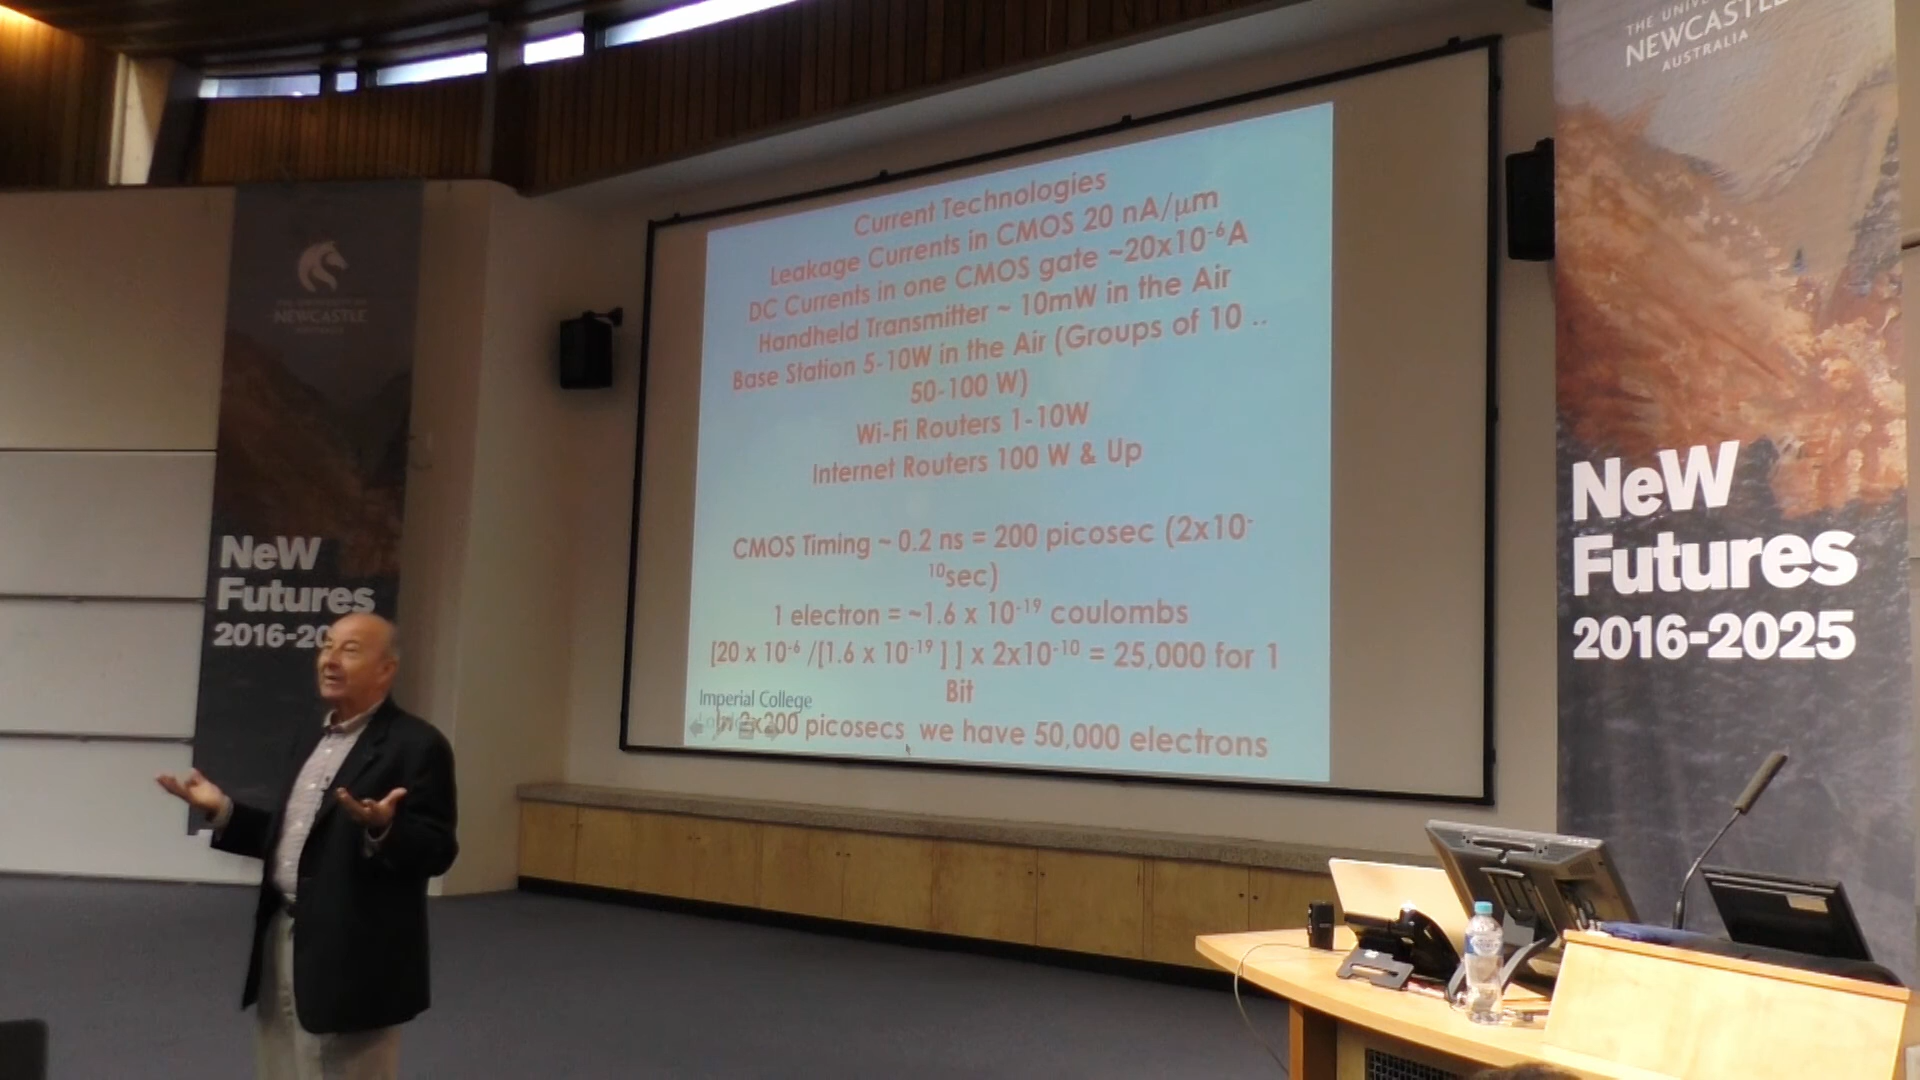 Current Technologies
Leakage Currents in CMOS 20 nA/μm
DC Currents in one CMOS gate ~20x10⁻⁶A
Handheld Transmitter ~ 10mW in the Air
Base Station 5-10W in the Air (Groups of 10 ..
50-100 W)
Wi-Fi Routers 1-10W
Internet Routers 100 W & Up
CMOS Timing ~ 0.2 ns = 200 picosec (2x10⁻
¹⁰sec)
1 electron = ~1.6 x 10⁻¹⁹ coulombs
[20 x 10⁻⁶ /[1.6 x 10⁻¹⁹ ] ] x 2x10⁻¹⁰ = 25,000 for 1
Bit
Imperial College
In 2x200 picosecs we have 50,000 electrons
THE UNIVERSITY OF
NEWCASTLE
NeW
Futures
2016-20
THE UNIVE
NEWCASTLE
AUSTRALIA
NeW
Futures
2016-2025